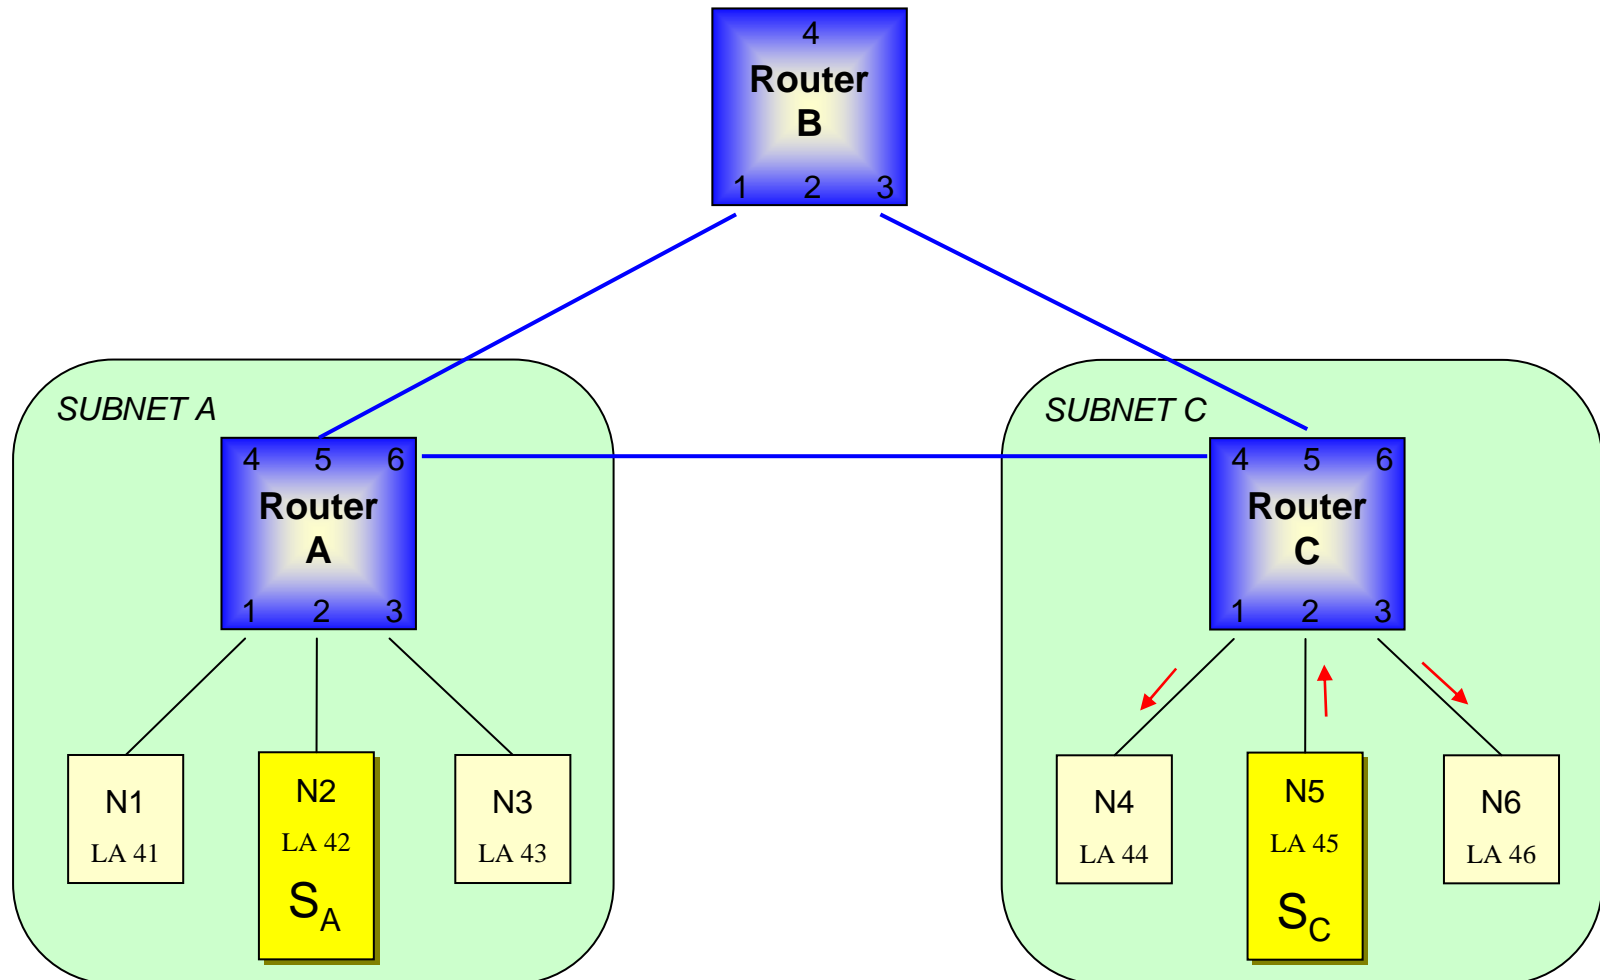 4
Router
B
1 2 3
SUBNET A
4 5 6
Router
A
1 2 3
N1
LA 41
N2
LA 42
SA
N3
LA 43
SUBNET C
4 5 6
Router
C
1 2 3
N4
LA 44
N5
LA 45
SC
N6
LA 46